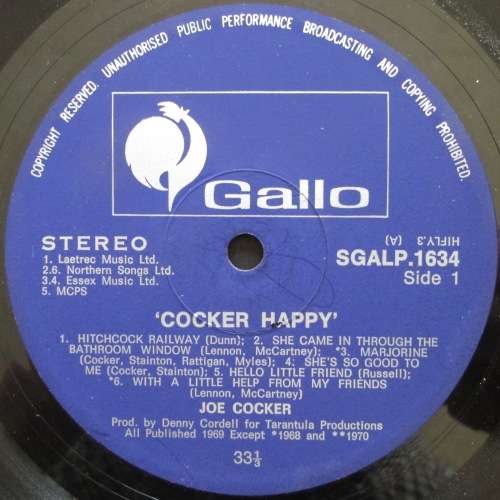 COPYRIGHT RESERVED. UNAUTHORISED PUBLIC PERFORMANCE BROADCASTING AND COPYING PROHIBITED.
Gallo
STEREO
1. Laetrec Music Ltd.
2.6. Northern Songs Ltd.
3.4. Essex Music Ltd.
5. MCPS
HIFLY.3 (A)
SGALP.1634
Side 1
'COCKER HAPPY'
1. HITCHCOCK RAILWAY (Dunn); 2. SHE CAME IN THROUGH THE
BATHROOM WINDOW (Lennon, McCartney); *3. MARJORINE
(Cocker, Stainton, Rattigan, Myles); 4. SHE'S SO GOOD TO
ME (Cocker, Stainton); 5. HELLO LITTLE FRIEND (Russell);
*6. WITH A LITTLE HELP FROM MY FRIENDS
(Lennon, McCartney)
JOE COCKER
Prod. by Denny Cordell for Tarantula Productions
All Published 1969 Except *1968 and **1970
33⅓